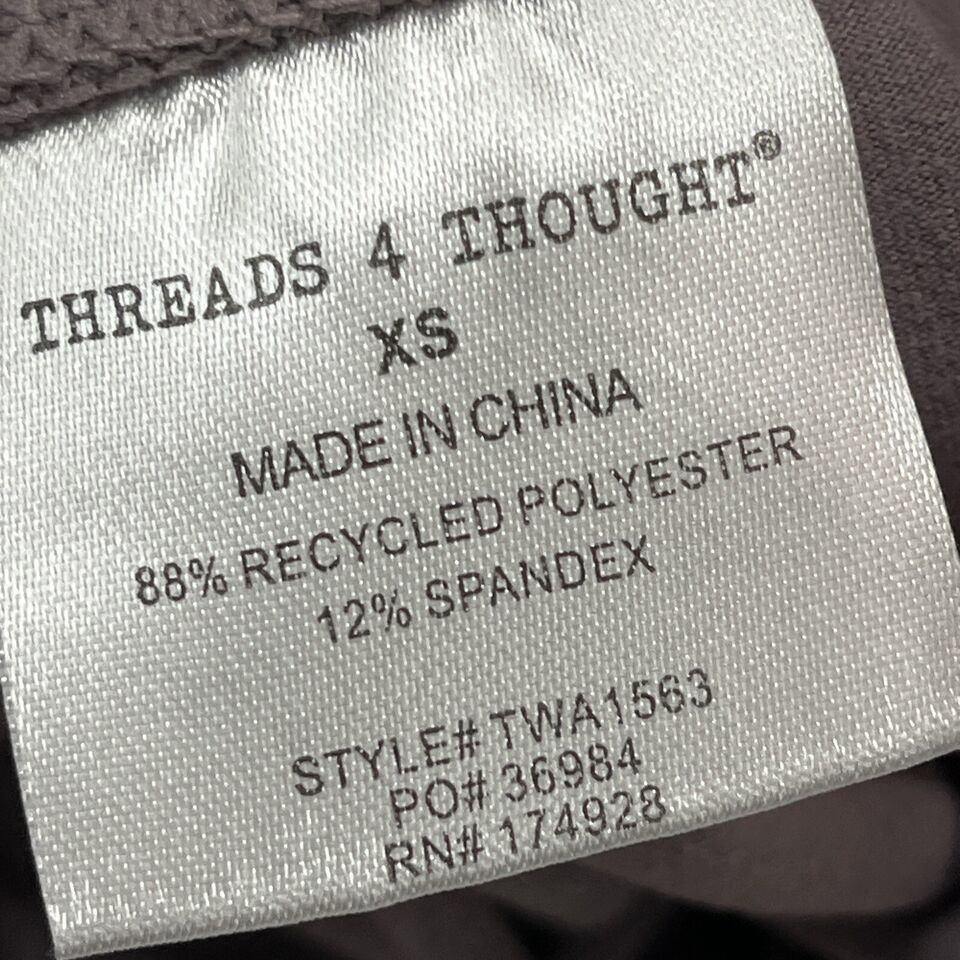 THREADS 4 THOUGHT®
XS
MADE IN CHINA
88% RECYCLED POLYESTER
12% SPANDEX
STYLE# TWA1563
PO# 36984
RN# 174928